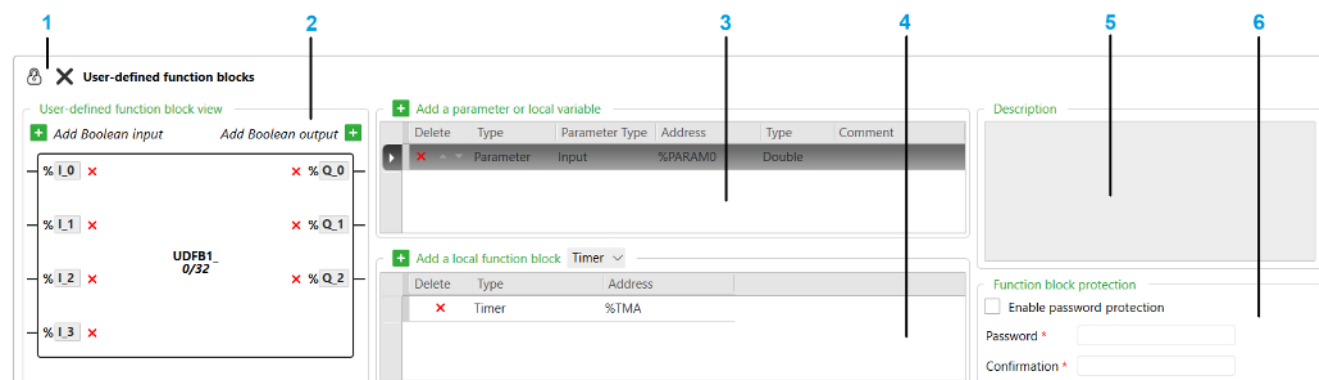 1 2 3 4 5 6
User-defined function blocks
User-defined function block view
Add Boolean input Add Boolean output
% I_0 % Q_0
% I_1 % Q_1
UDFB1_
0/32
% I_2 % Q_2
% I_3
Add a parameter or local variable
Delete Type Parameter Type Address Type Comment
Parameter Input %PARAM0 Double
Add a local function block Timer
Delete Type Address
Timer %TMA
Description
Function block protection
Enable password protection
Password *
Confirmation *